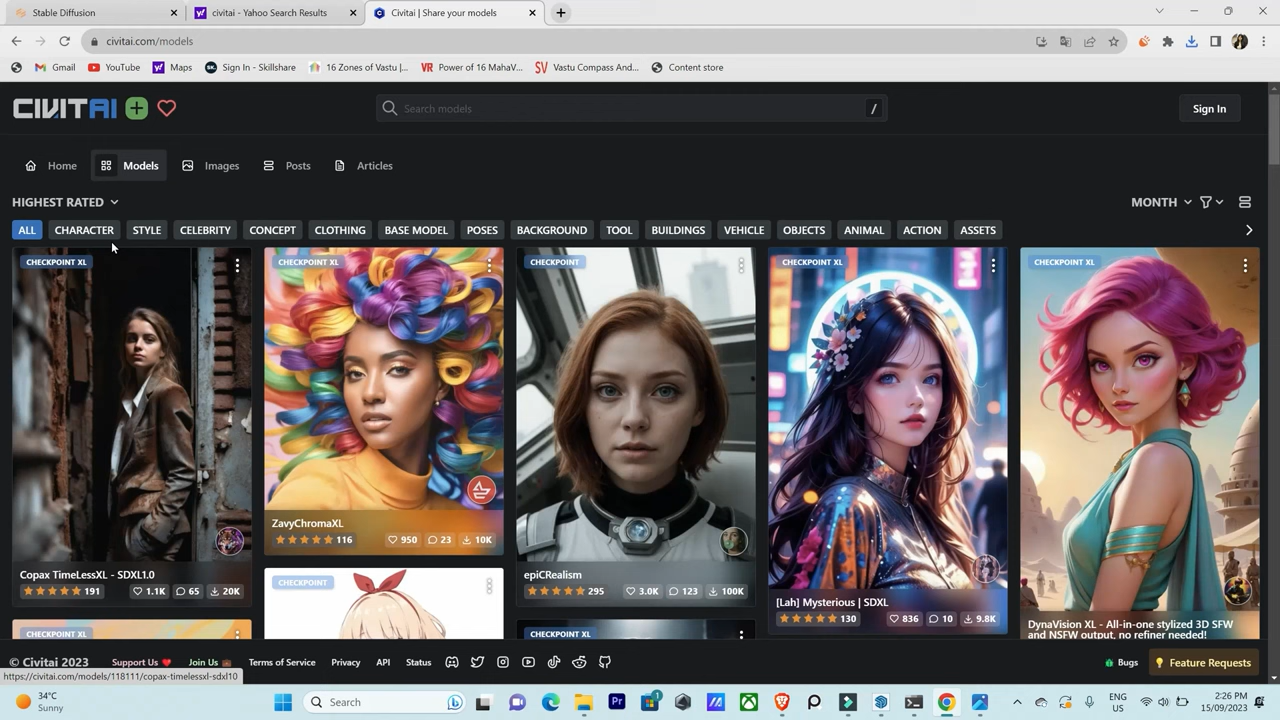 Stable Diffusion
civitai - Yahoo Search Results
Civitai | Share your models
civitai.com/models
Gmail
YouTube
Maps
Sign In - Skillshare
16 Zones of Vastu |...
Power of 16 MahaV...
Vastu Compass And...
Content store
CIVITAI
Search models
/
Sign In
Home
Models
Images
Posts
Articles
HIGHEST RATED
MONTH
ALL
CHARACTER
STYLE
CELEBRITY
CONCEPT
CLOTHING
BASE MODEL
POSES
BACKGROUND
TOOL
BUILDINGS
VEHICLE
OBJECTS
ANIMAL
ACTION
ASSETS
CHECKPOINT XL
Copax TimeLessXL - SDXL1.0
191
1.1K
65
20K
CHECKPOINT XL
ZavyChromaXL
116
950
23
10K
CHECKPOINT
epiCRealism
295
3.0K
123
100K
CHECKPOINT XL
[Lah] Mysterious | SDXL
130
836
10
9.8K
CHECKPOINT XL
DynaVision XL - All-in-one stylized 3D SFW
and NSFW output, no refiner needed!
CHECKPOINT XL
CHECKPOINT
CHECKPOINT XL
© Civitai 2023
Support Us
Join Us
Terms of Service
Privacy
API
Status
Bugs
Feature Requests
https://civitai.com/models/118111/copax-timelessxl-sdxl10
34°C
Sunny
Search
Pr
1
ENG
US
2:26 PM
15/09/2023